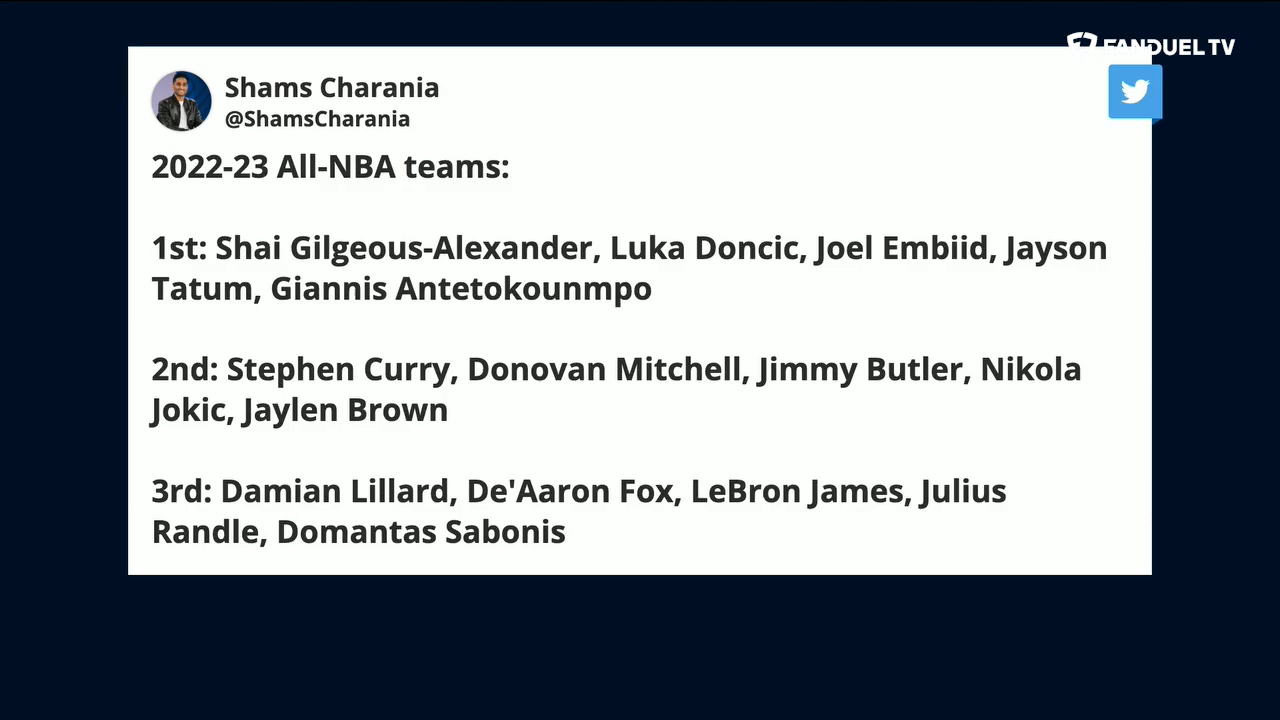 FANDUEL TV
Shams Charania
@ShamsCharania
2022-23 All-NBA teams:
1st: Shai Gilgeous-Alexander, Luka Doncic, Joel Embiid, Jayson
Tatum, Giannis Antetokounmpo
2nd: Stephen Curry, Donovan Mitchell, Jimmy Butler, Nikola
Jokic, Jaylen Brown
3rd: Damian Lillard, De'Aaron Fox, LeBron James, Julius
Randle, Domantas Sabonis